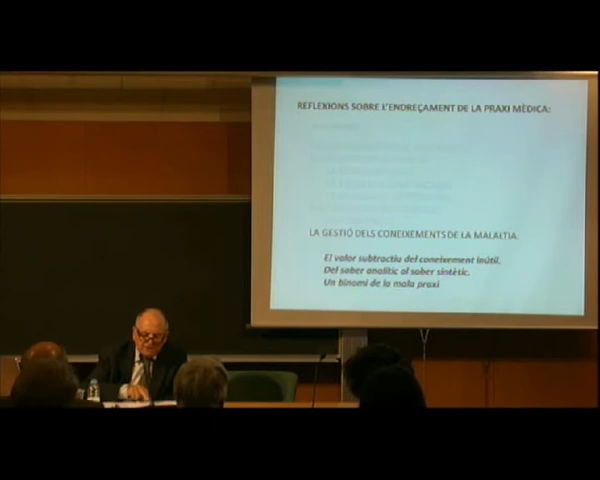 REFLEXIONS SOBRE L'ENDREÇAMENT DE LA PRAXI MÈDICA:
LA GESTIÓ DELS CONEIXEMENTS DE LA MALALTIA.
El valor subtractiu del coneixement inútil.
Del saber analític al saber sintètic.
Un binomi de la mala praxi